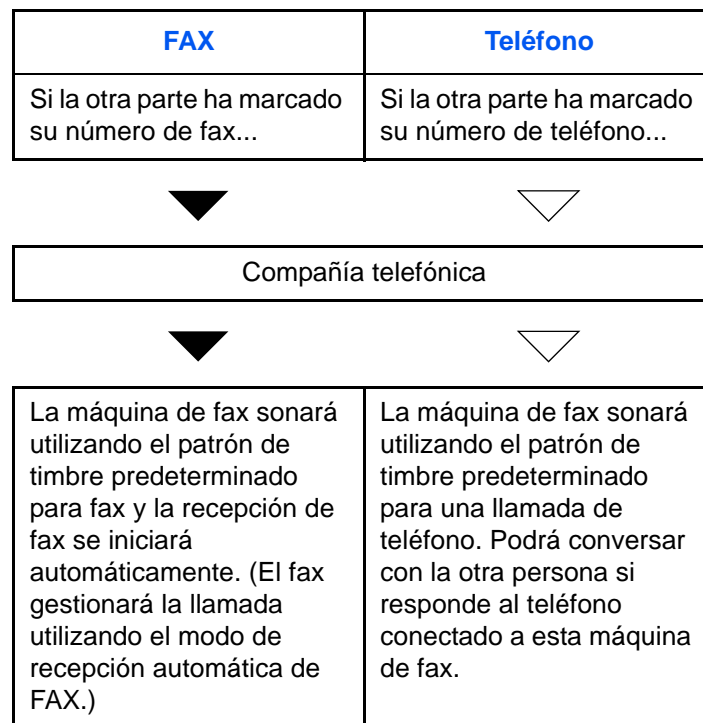 FAX
Teléfono
Si la otra parte ha marcado
su número de fax...
Si la otra parte ha marcado
su número de teléfono...
Compañía telefónica
La máquina de fax sonará
utilizando el patrón de
timbre predeterminado
para fax y la recepción de
fax se iniciará
automáticamente. (El fax
gestionará la llamada
utilizando el modo de
recepción automática de
FAX.)
La máquina de fax sonará
utilizando el patrón de
timbre predeterminado
para una llamada de
teléfono. Podrá conversar
con la otra persona si
responde al teléfono
conectado a esta máquina
de fax.